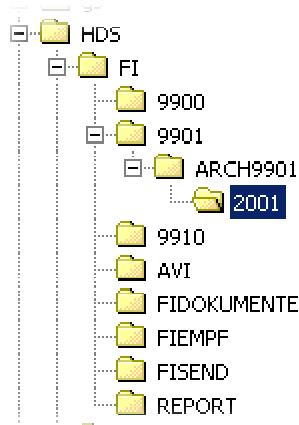 HDS
FI
9900
9901
ARCH9901
2001
9910
AVI
FIDOKUMENTE
FIEMPF
FISEND
REPORT